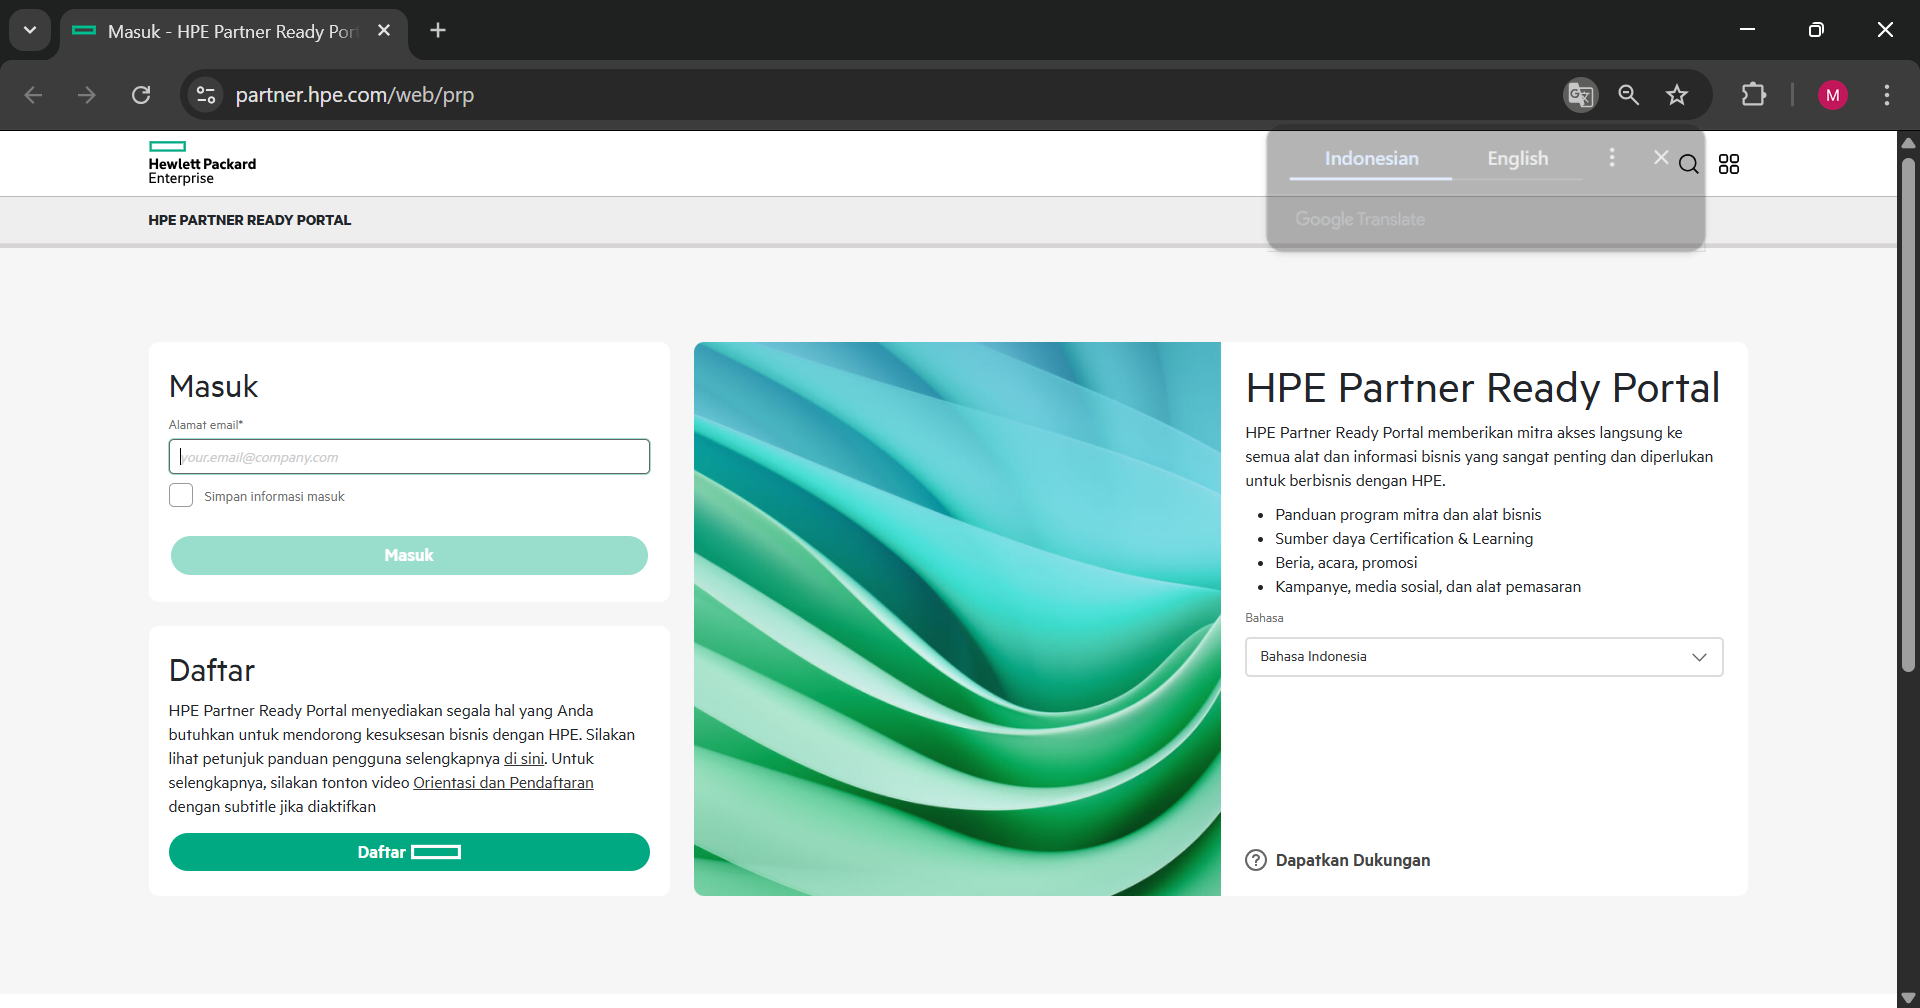 Masuk - HPE Partner Ready Por
partner.hpe.com/web/prp
M
Hewlett Packard
Enterprise
Indonesian
English
Google Translate
HPE PARTNER READY PORTAL
Masuk
Alamat email*
your.email@company.com
Simpan informasi masuk
Masuk
Daftar
HPE Partner Ready Portal menyediakan segala hal yang Anda
butuhkan untuk mendorong kesuksesan bisnis dengan HPE. Silakan
lihat petunjuk panduan pengguna selengkapnya di sini. Untuk
selengkapnya, silakan tonton video Orientasi dan Pendaftaran
dengan subtitle jika diaktifkan
Daftar
HPE Partner Ready Portal
HPE Partner Ready Portal memberikan mitra akses langsung ke
semua alat dan informasi bisnis yang sangat penting dan diperlukan
untuk berbisnis dengan HPE.
• Panduan program mitra dan alat bisnis
• Sumber daya Certification & Learning
• Beria, acara, promosi
• Kampanye, media sosial, dan alat pemasaran
Bahasa
Bahasa Indonesia
? Dapatkan Dukungan